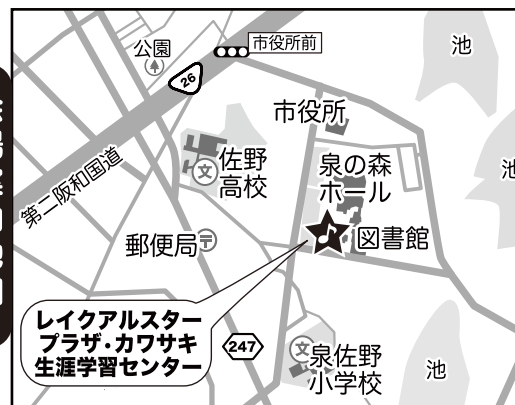 公園
市役所前
池
26
市役所
池
第二阪和国道
文
佐野
高校
泉の森
ホール
郵便局〒
図書館
レイクアルスター
プラザ・カワサキ
生涯学習センター
247
文
泉佐野
小学校
池